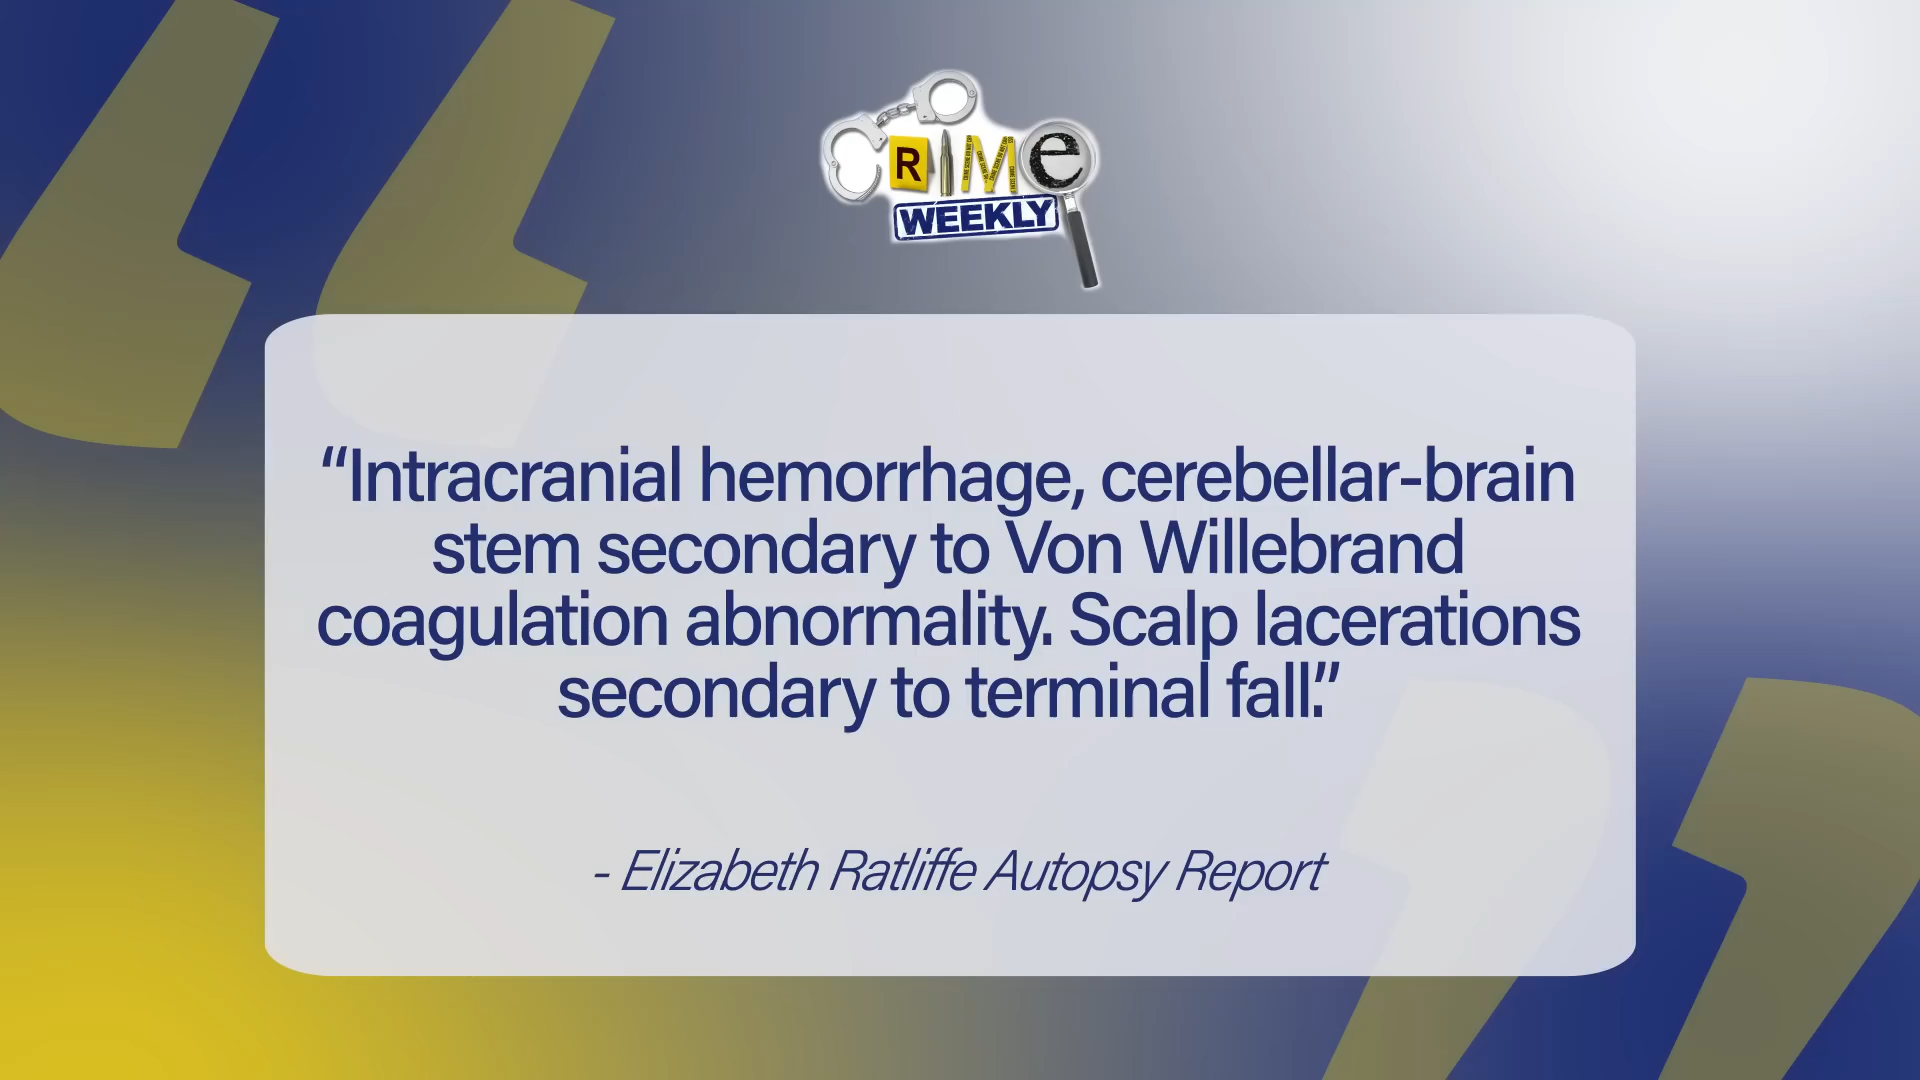 CRIME
WEEKLY
“Intracranial hemorrhage, cerebellar-brain
stem secondary to Von Willebrand
coagulation abnormality. Scalp lacerations
secondary to terminal fall.”
- Elizabeth Ratliffe Autopsy Report